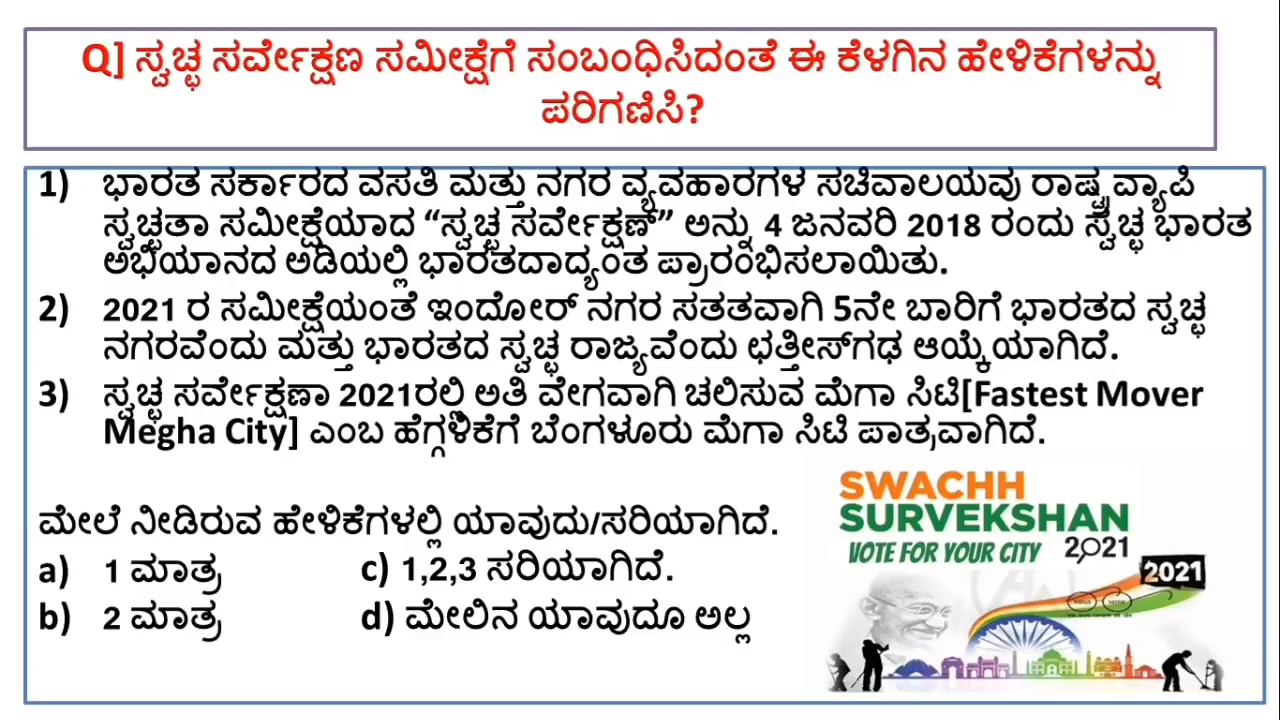 Q] ಸ್ವಚ್ಛ ಸರ್ವೇಕ್ಷಣ ಸಮೀಕ್ಷೆಗೆ ಸಂಬಂಧಿಸಿದಂತೆ ಈ ಕೆಳಗಿನ ಹೇಳಿಕೆಗಳನ್ನು
ಪರಿಗಣಿಸಿ?
1) ಭಾರತ ಸರ್ಕಾರದ ವಸತಿ ಮತ್ತು ನಗರ ವ್ಯವಹಾರಗಳ ಸಚಿವಾಲಯವು ರಾಷ್ಟ್ರವ್ಯಾಪಿ
ಸ್ವಚ್ಛತಾ ಸಮೀಕ್ಷೆಯಾದ “ಸ್ವಚ್ಛ ಸರ್ವೇಕ್ಷಣ್” ಅನ್ನು 4 ಜನವರಿ 2018 ರಂದು ಸ್ವಚ್ಛ ಭಾರತ
ಅಭಿಯಾನದ ಅಡಿಯಲ್ಲಿ ಭಾರತದಾದ್ಯಂತ ಪ್ರಾರಂಭಿಸಲಾಯಿತು.
2) 2021 ರ ಸಮೀಕ್ಷೆಯಂತೆ ಇಂದೋರ್ ನಗರ ಸತತವಾಗಿ 5ನೇ ಬಾರಿಗೆ ಭಾರತದ ಸ್ವಚ್ಛ
ನಗರವೆಂದು ಮತ್ತು ಭಾರತದ ಸ್ವಚ್ಛ ರಾಜ್ಯವೆಂದು ಛತ್ತೀಸ್‌ಗಢ ಆಯ್ಕೆಯಾಗಿದೆ.
3) ಸ್ವಚ್ಛ ಸರ್ವೇಕ್ಷಣಾ 2021ರಲ್ಲಿ ಅತಿ ವೇಗವಾಗಿ ಚಲಿಸುವ ಮೆಗಾ ಸಿಟಿ[Fastest Mover
Megha City] ಎಂಬ ಹೆಗ್ಗಳಿಕೆಗೆ ಬೆಂಗಳೂರು ಮೆಗಾ ಸಿಟಿ ಪಾತ್ರವಾಗಿದೆ.
ಮೇಲೆ ನೀಡಿರುವ ಹೇಳಿಕೆಗಳಲ್ಲಿ ಯಾವುದು/ಸರಿಯಾಗಿದೆ.
a) 1 ಮಾತ್ರ c) 1,2,3 ಸರಿಯಾಗಿದೆ.
b) 2 ಮಾತ್ರ d) ಮೇಲಿನ ಯಾವುದೂ ಅಲ್ಲ
SWACHH
SURVEKSHAN
VOTE FOR YOUR CITY 2021
2021